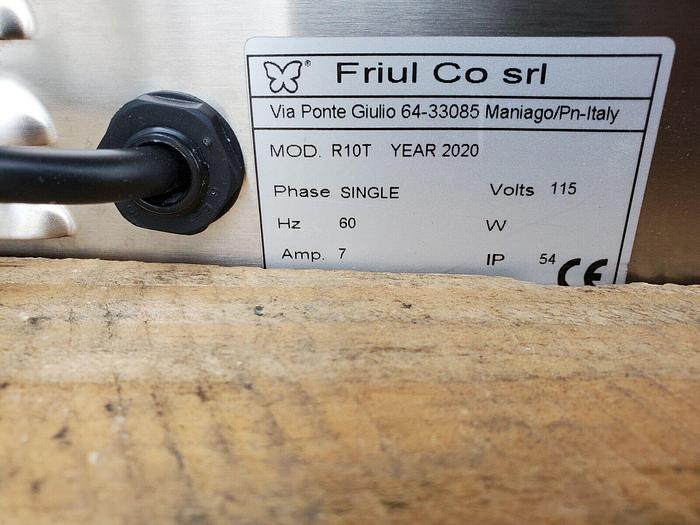 ® Friul Co srl
Via Ponte Giulio 64-33085 Maniago/Pn-Italy
MOD. R10T YEAR 2020
Phase SINGLE Volts 115
Hz 60 W
Amp. 7 IP 54 CE